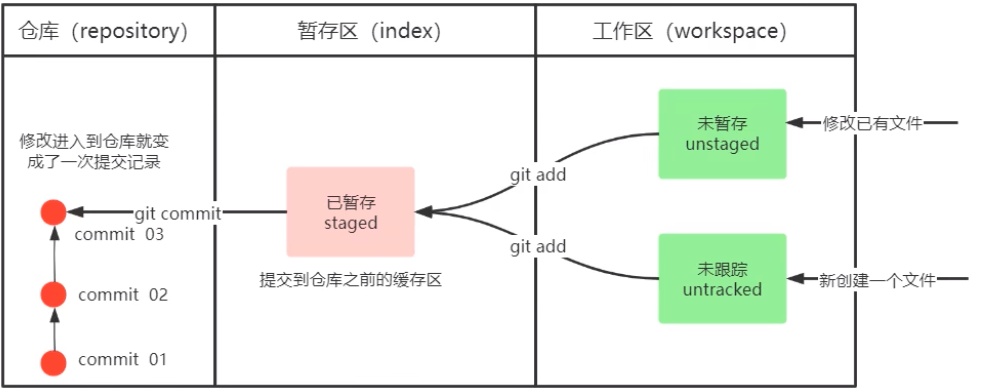 仓库（repository）
暂存区（index）
工作区（workspace）
修改进入到仓库就变
成了一次提交记录
commit 03
commit 02
commit 01
git commit
已暂存
staged
提交到仓库之前的缓存区
git add
git add
未暂存
unstaged
修改已有文件
未跟踪
untracked
新创建一个文件